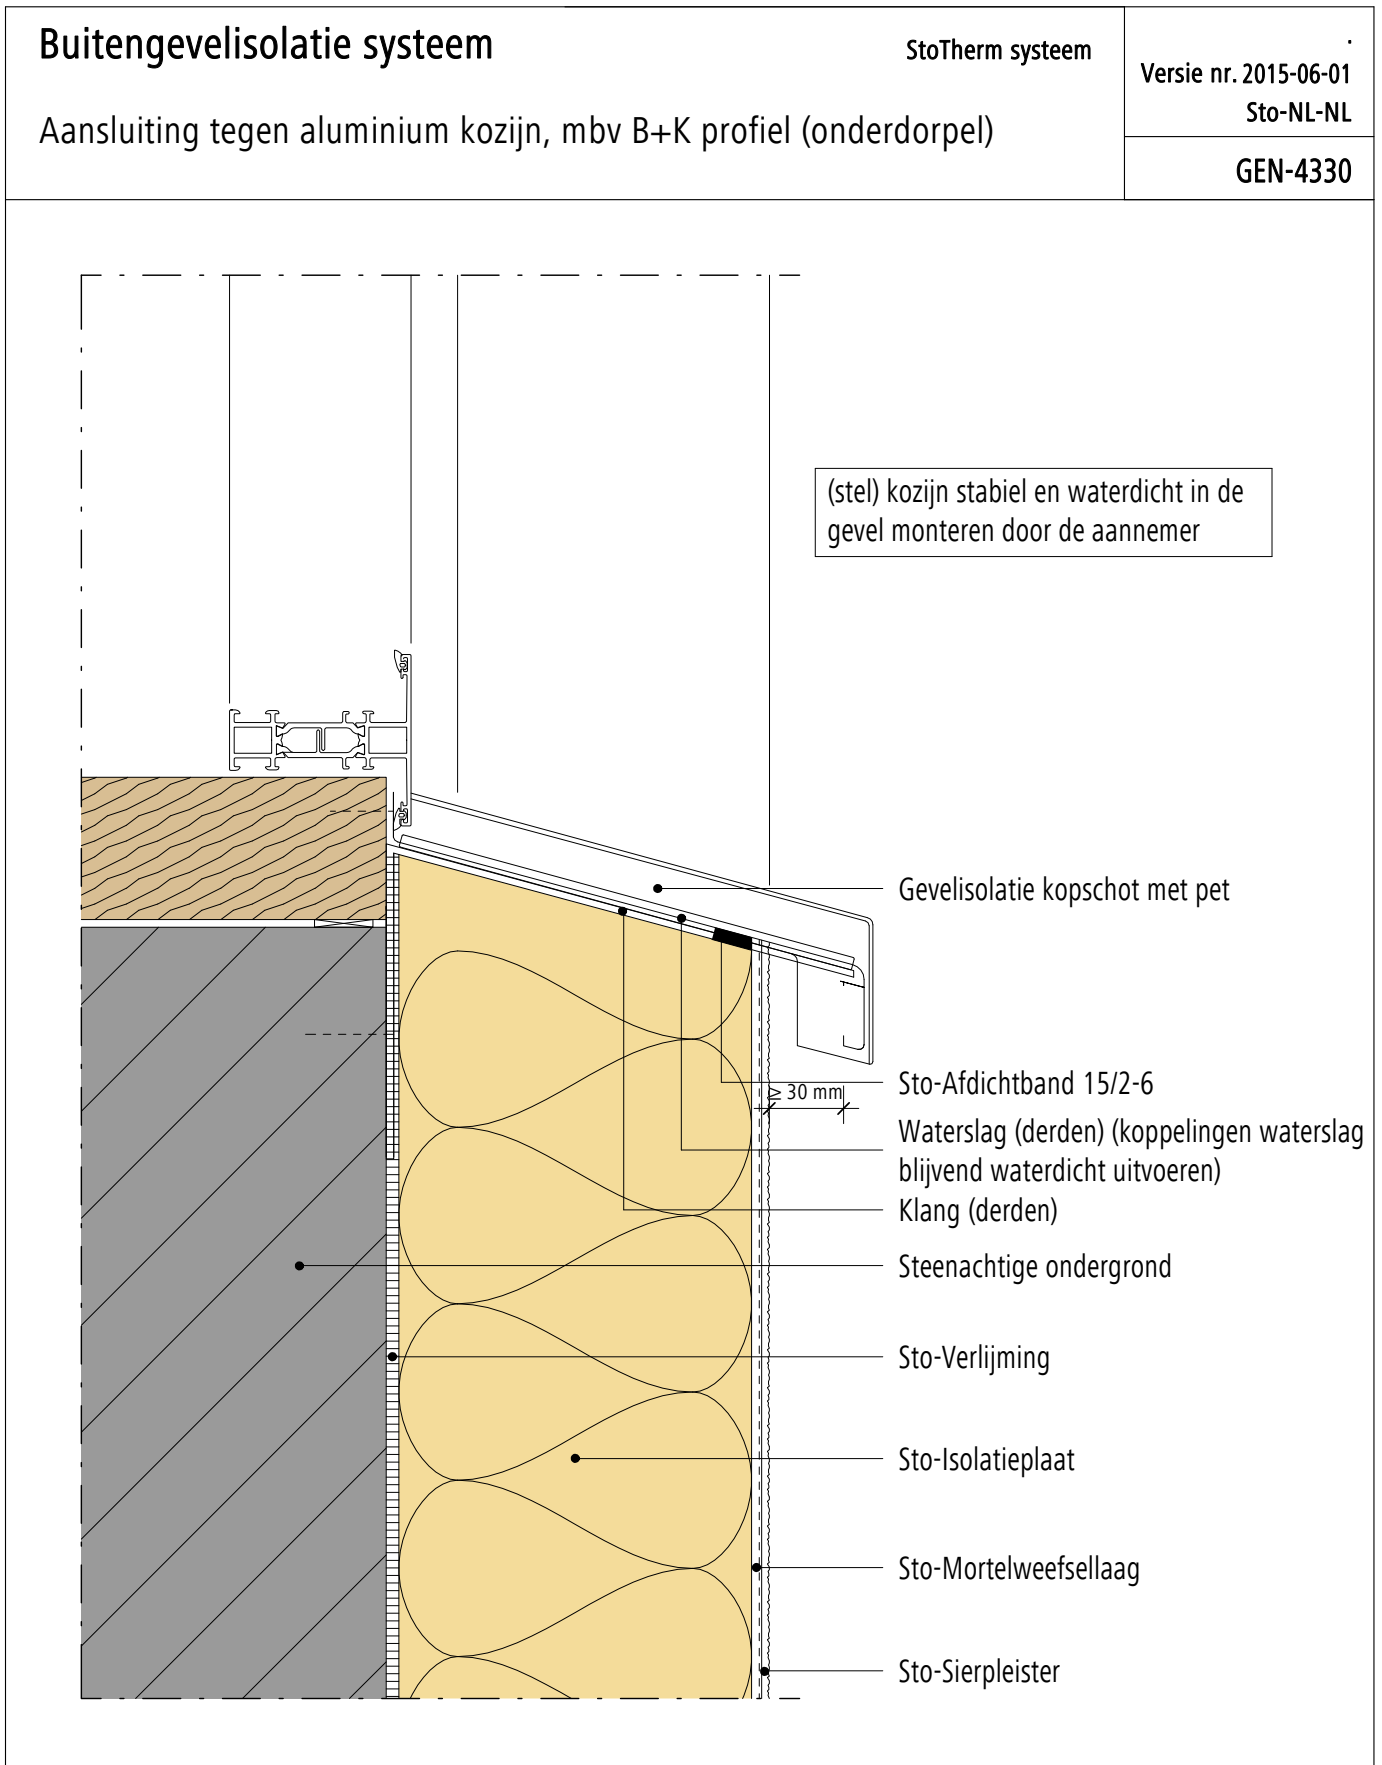 Buitengevelisolatie systeem
StoTherm systeem
.
Versie nr. 2015-06-01
Sto-NL-NL
Aansluiting tegen aluminium kozijn, mbv B+K profiel (onderdorpel)
GEN-4330
(stel) kozijn stabiel en waterdicht in de
gevel monteren door de aannemer
Gevelisolatie kopschot met pet
Sto-Afdichtband 15/2-6
≥ 30 mm
Waterslag (derden) (koppelingen waterslag
blijvend waterdicht uitvoeren)
Klang (derden)
Steenachtige ondergrond
Sto-Verlijming
Sto-Isolatieplaat
Sto-Mortelweefsellaag
Sto-Sierpleister